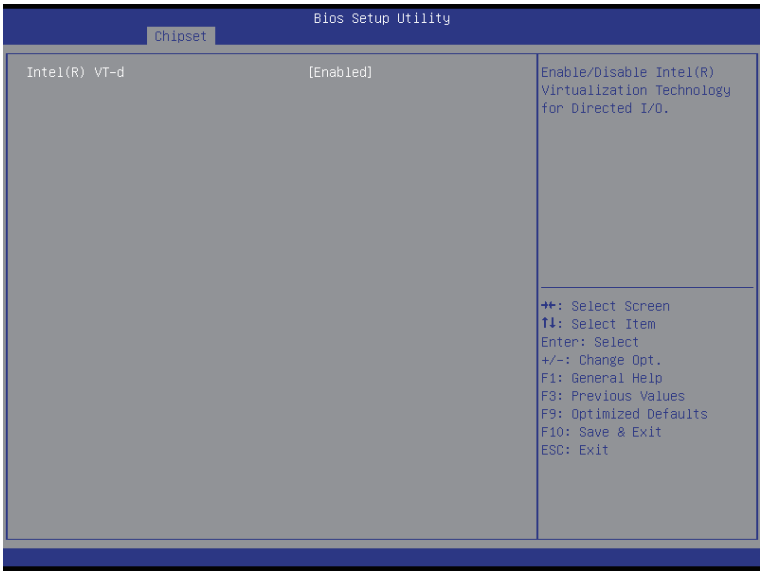 Bios Setup Utility
Chipset
Intel(R) VT-d [Enabled]
Enable/Disable Intel(R)
Virtualization Technology
for Directed I/O.
→←: Select Screen
↑↓: Select Item
Enter: Select
+/-: Change Opt.
F1: General Help
F3: Previous Values
F9: Optimized Defaults
F10: Save & Exit
ESC: Exit